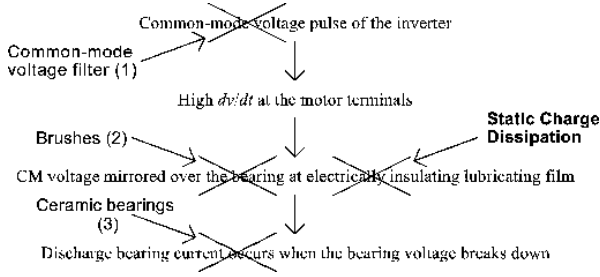 Common-mode voltage pulse of the inverter
Common-mode
voltage filter (1)
High dv/dt at the motor terminals
Brushes (2)
Static Charge
Dissipation
CM voltage mirrored over the bearing at electrically insulating lubricating film
Ceramic bearings
(3)
Discharge bearing current occurs when the bearing voltage breaks down